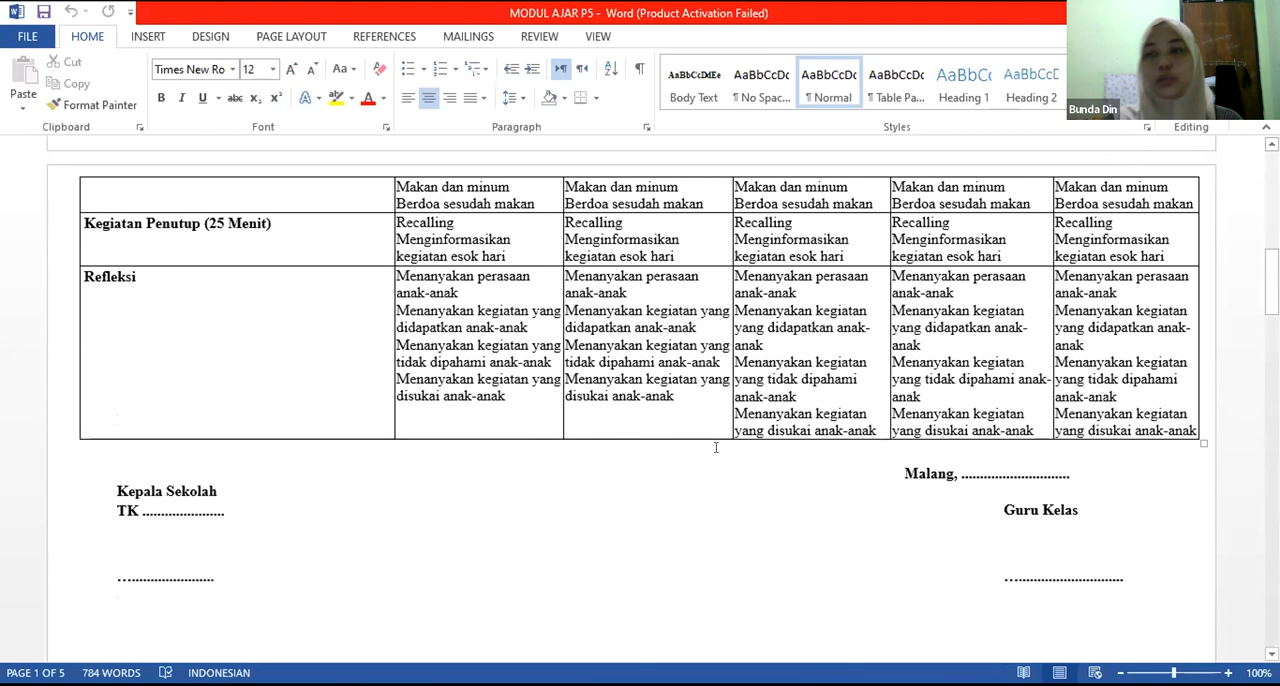 MODUL AJAR P5 - Word (Product Activation Failed)
FILE HOME INSERT DESIGN PAGE LAYOUT REFERENCES MAILINGS REVIEW VIEW
Paste
Cut
Copy
Format Painter
Clipboard
Times New Ro 12
Font
Paragraph
AaBbCcDdEe AaBbCcDc AaBbCcDc AaBbCcDc AaBbCc AaBbCcD
Body Text ¶ No Spac... ¶ Normal ¶ Table Pa... Heading 1 Heading 2
Styles
Editing
Bunda Din
Makan dan minum Makan dan minum Makan dan minum Makan dan minum Makan dan minum
Berdoa sesudah makan Berdoa sesudah makan Berdoa sesudah makan Berdoa sesudah makan Berdoa sesudah makan
Kegiatan Penutup (25 Menit)
Recalling Recalling Recalling Recalling Recalling
Menginformasikan Menginformasikan Menginformasikan Menginformasikan Menginformasikan
kegiatan esok hari kegiatan esok hari kegiatan esok hari kegiatan esok hari kegiatan esok hari
Refleksi
Menanyakan perasaan
anak-anak
Menanyakan kegiatan yang
didapatkan anak-anak
Menanyakan kegiatan yang
tidak dipahami anak-anak
Menanyakan kegiatan yang
disukai anak-anak
Menanyakan perasaan
anak-anak
Menanyakan kegiatan yang
didapatkan anak-anak
Menanyakan kegiatan yang
tidak dipahami anak-anak
Menanyakan kegiatan yang
disukai anak-anak
Menanyakan perasaan
anak-anak
Menanyakan kegiatan
yang didapatkan anak-
anak
Menanyakan kegiatan
yang tidak dipahami
anak-anak
Menanyakan kegiatan
yang disukai anak-anak
Menanyakan perasaan
anak-anak
Menanyakan kegiatan
yang didapatkan anak-
anak
Menanyakan kegiatan
yang tidak dipahami anak-
anak
Menanyakan kegiatan
yang disukai anak-anak
Menanyakan perasaan
anak-anak
Menanyakan kegiatan
yang didapatkan anak-
anak
Menanyakan kegiatan
yang tidak dipahami
anak-anak
Menanyakan kegiatan
yang disukai anak-anak
Malang, .............................
Kepala Sekolah
TK ......................
Guru Kelas
….......................
….............................
PAGE 1 OF 5 784 WORDS INDONESIAN 100%